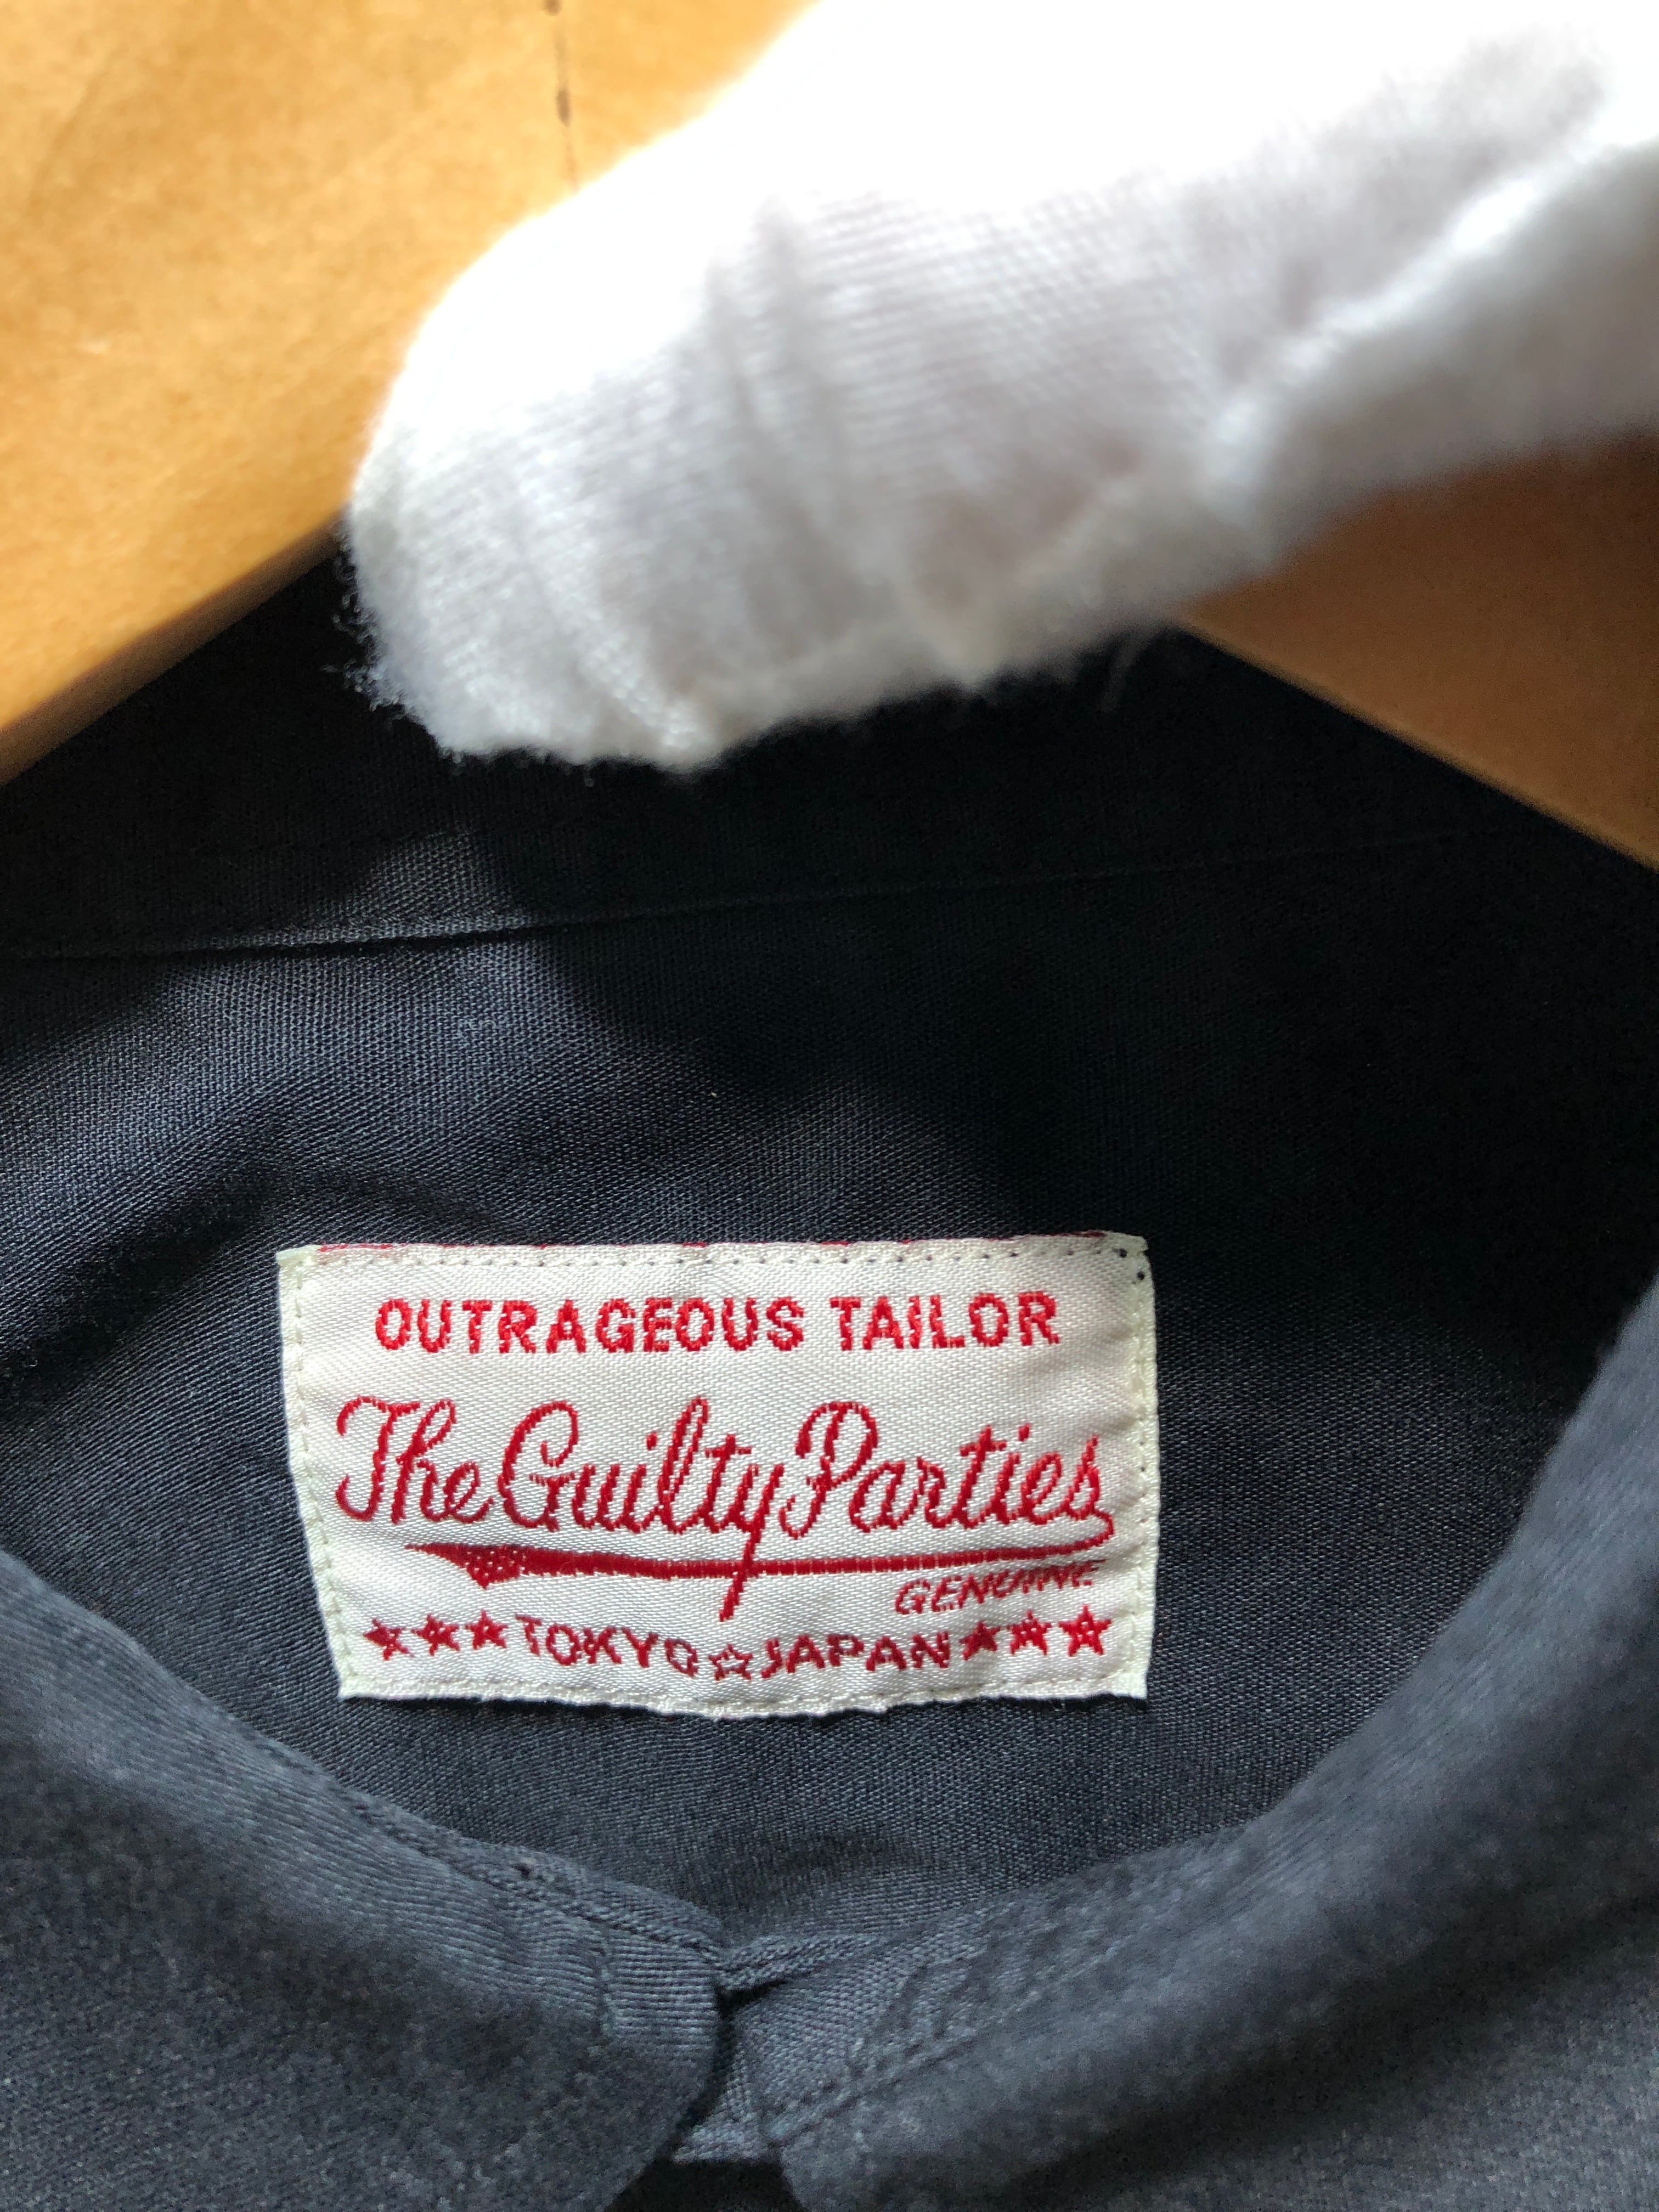 OUTRAGEOUS TAILOR
The Guilty Parties
GENUINE
★★★TOKYO☆JAPAN★★★